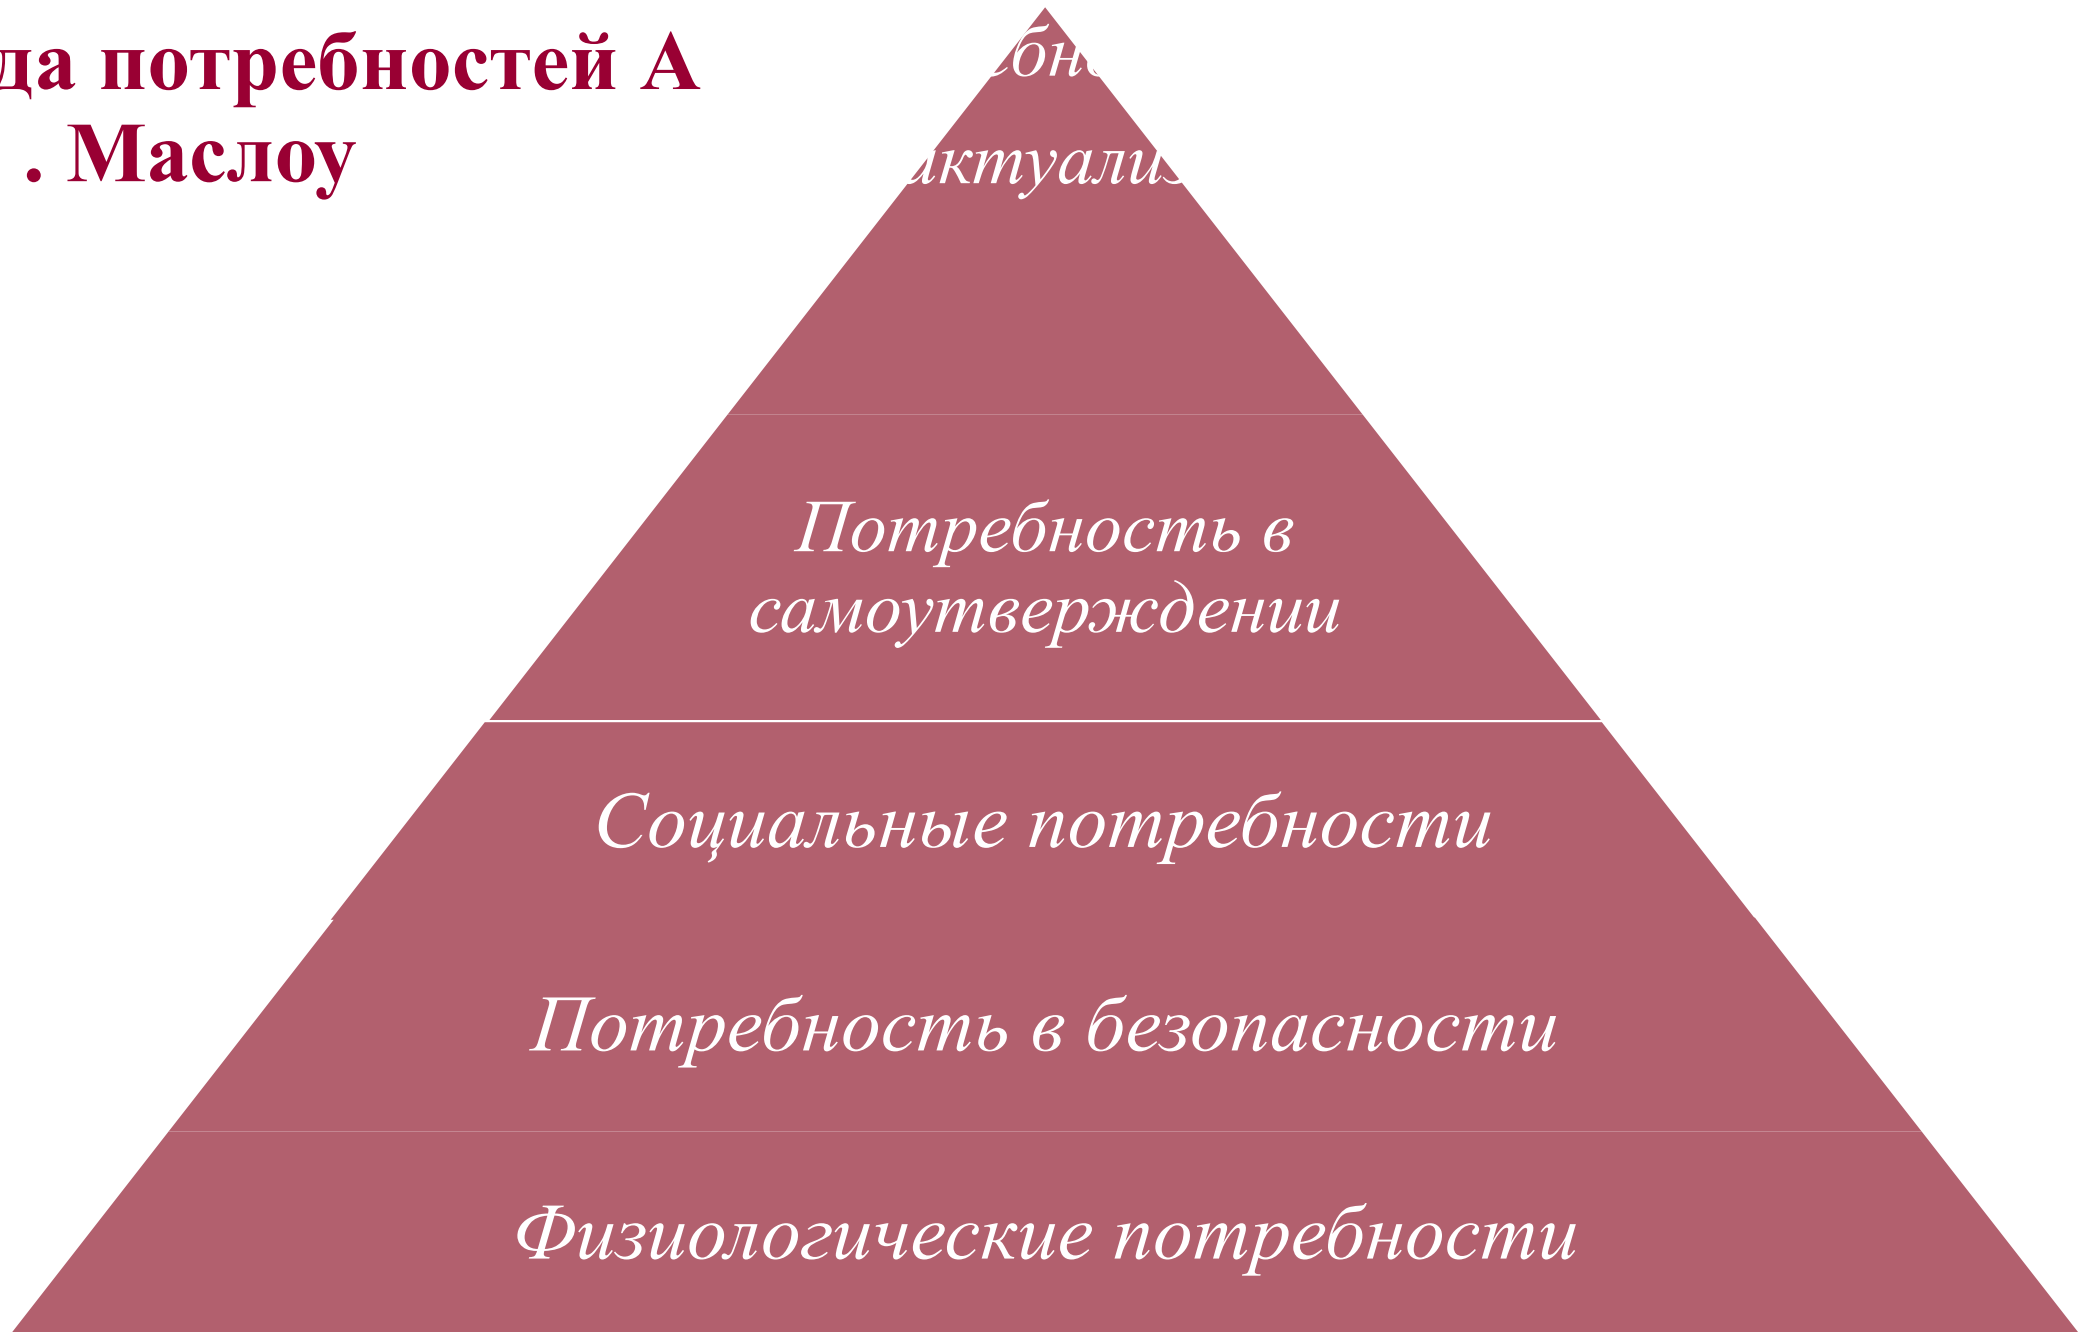 да потребностей А
. Маслоу
Потребность в
самоутверждении
Социальные потребности
Потребность в безопасности
Физиологические потребности